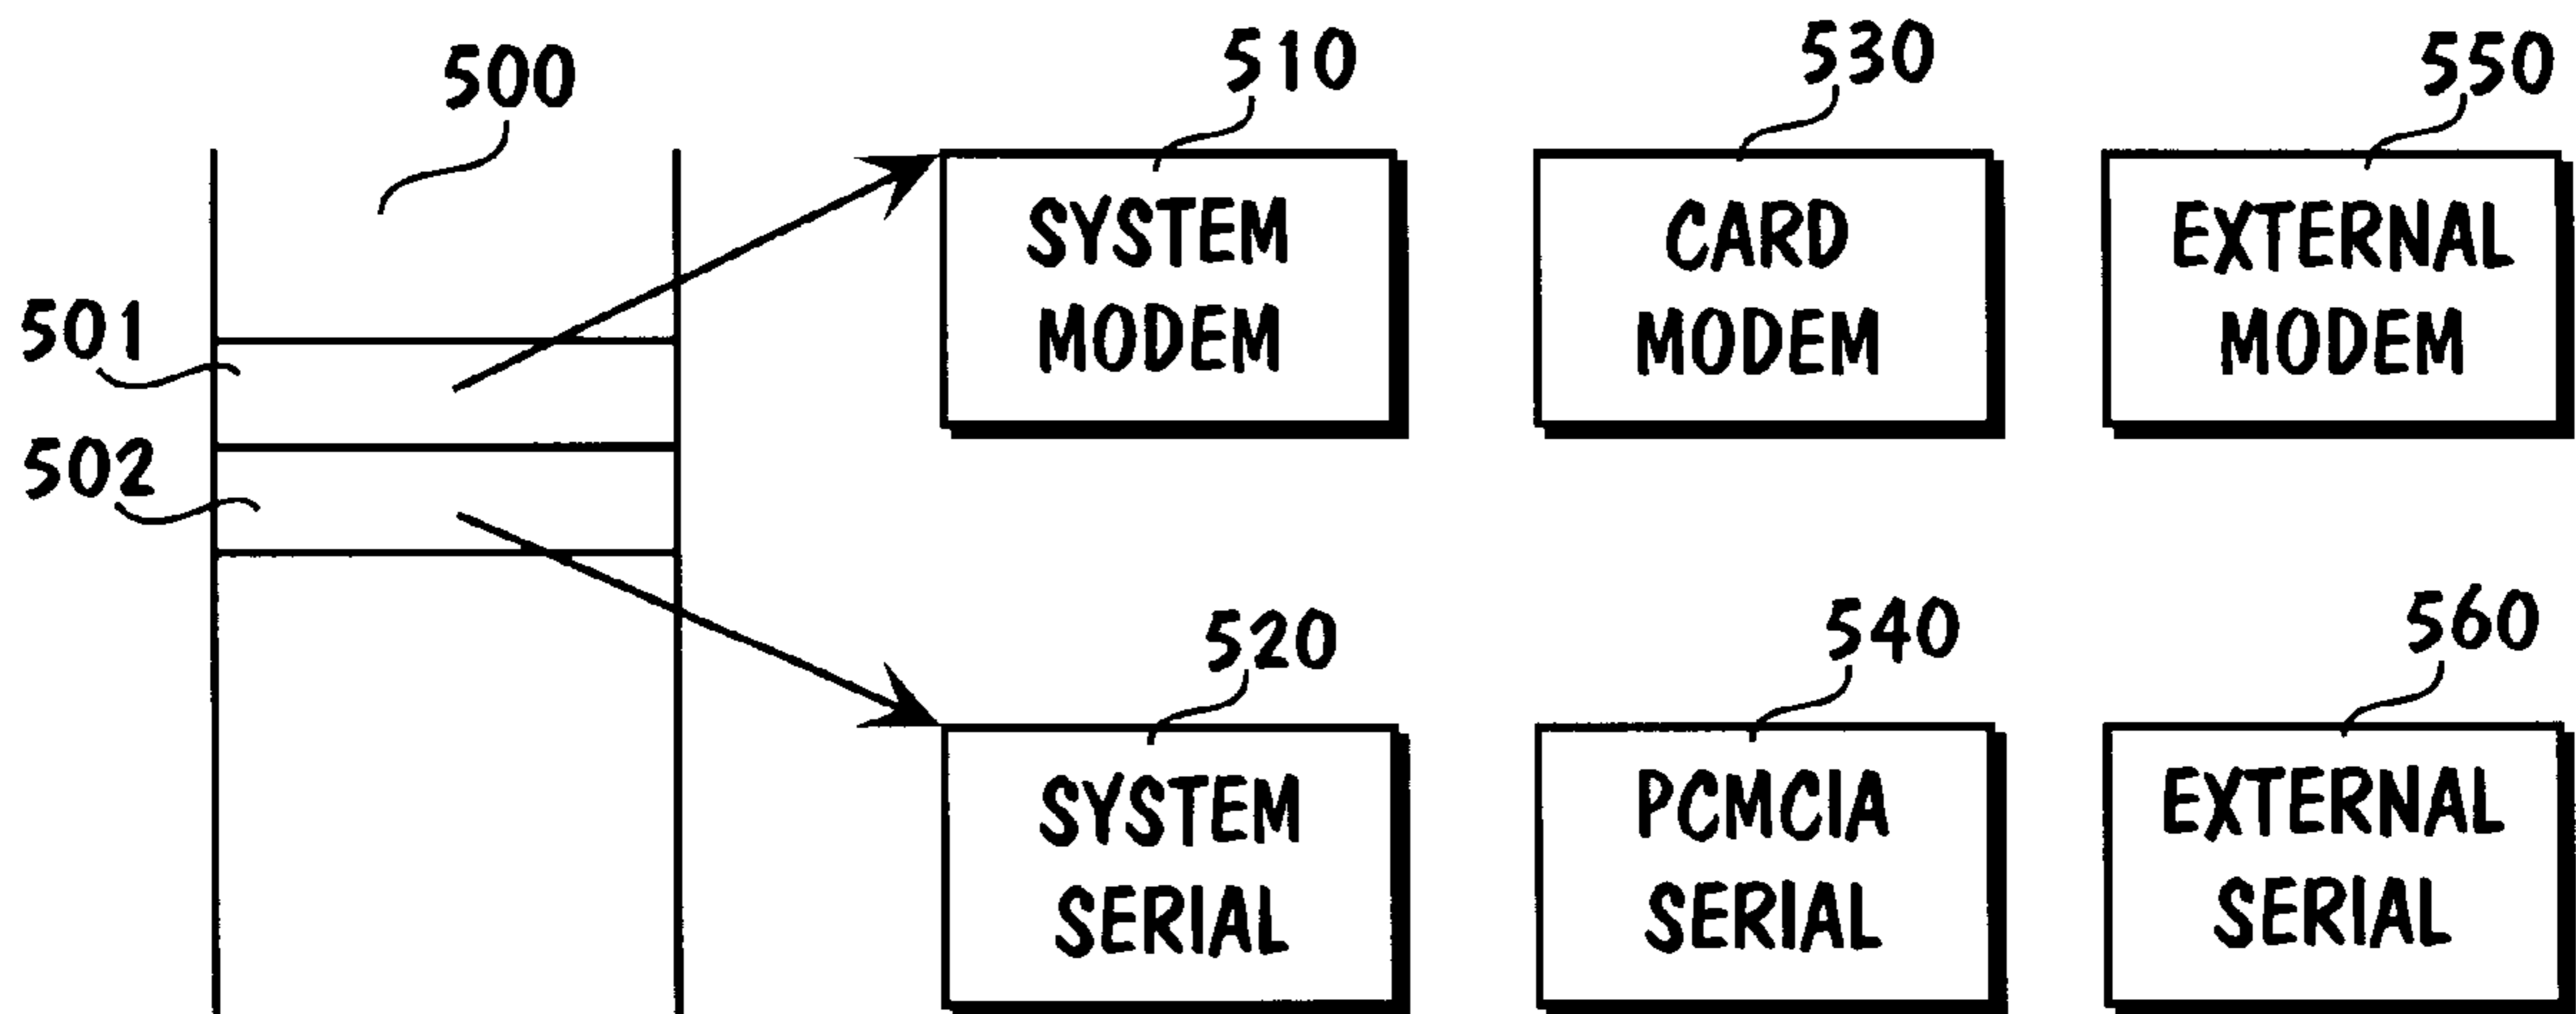 500
510
530
550
SYSTEM
MODEM
CARD
MODEM
EXTERNAL
MODEM
501
502
520
540
560
SYSTEM
SERIAL
PCMCIA
SERIAL
EXTERNAL
SERIAL